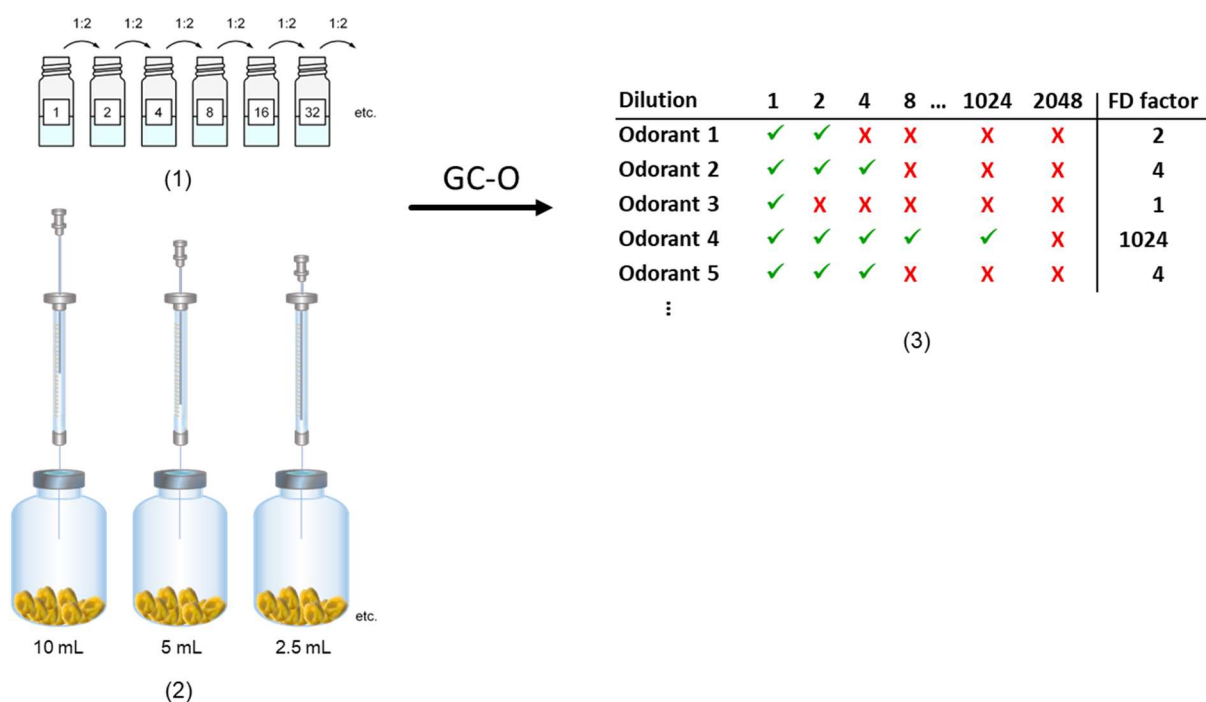 1:2 1:2 1:2 1:2 1:2 1:2
1 2 4 8 16 32 etc.
(1)
GC-O
10 mL 5 mL 2.5 mL etc.
(2)
Dilution 1 2 4 8 ... 1024 2048 FD factor
Odorant 1 ✓ ✓ X X X X 2
Odorant 2 ✓ ✓ ✓ X X X 4
Odorant 3 ✓ X X X X X 1
Odorant 4 ✓ ✓ ✓ ✓ ✓ X 1024
Odorant 5 ✓ ✓ ✓ X X X 4
⋮
(3)